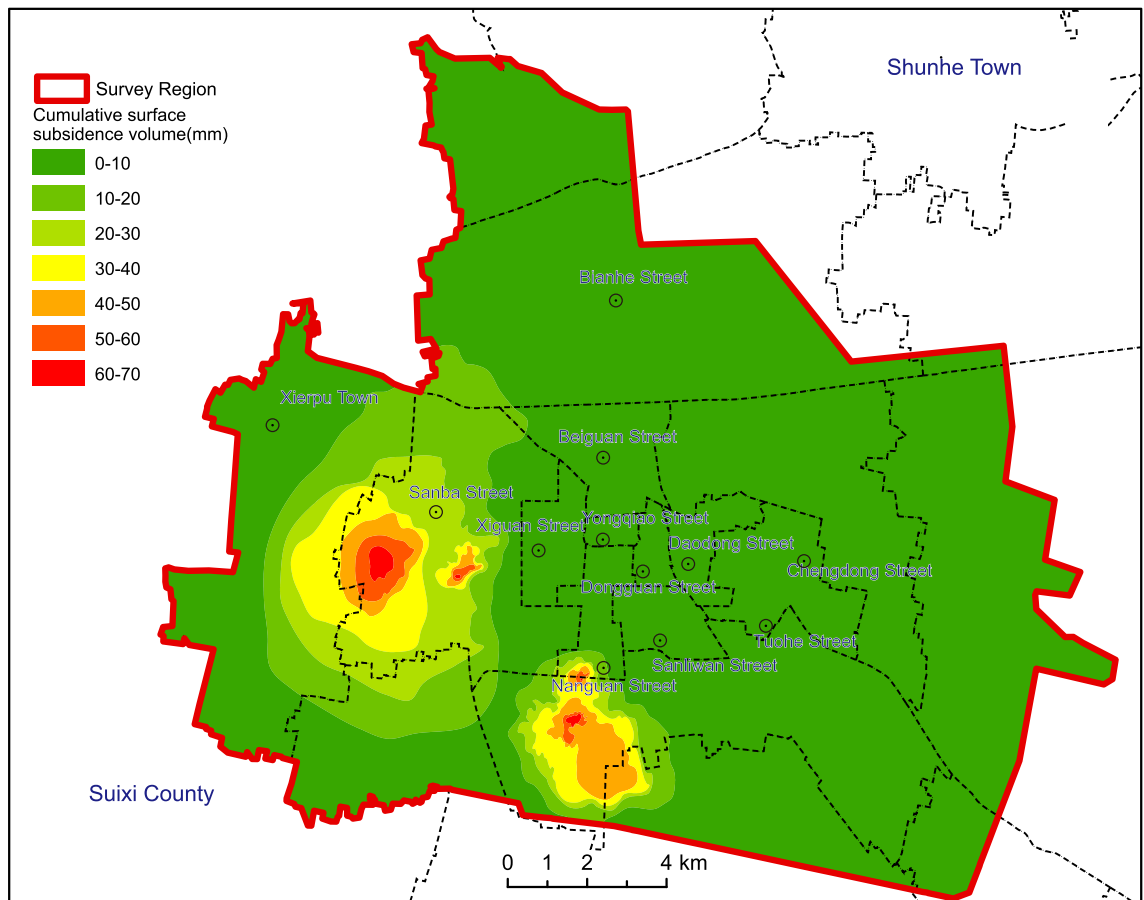 Shunhe Town
Survey Region
Cumulative surface
subsidence volume(mm)
0-10
10-20
20-30
30-40
40-50
50-60
60-70
Blanhe Street
Xierpu Town
Beiguan Street
Sanba Street
Yongqiao Street
Xiguan Street
Daodong Street
Chengdong Street
Dongguan Street
Tuohe Street
Sanliwan Street
Nanguan Street
Suixi County
0 1 2 4 km